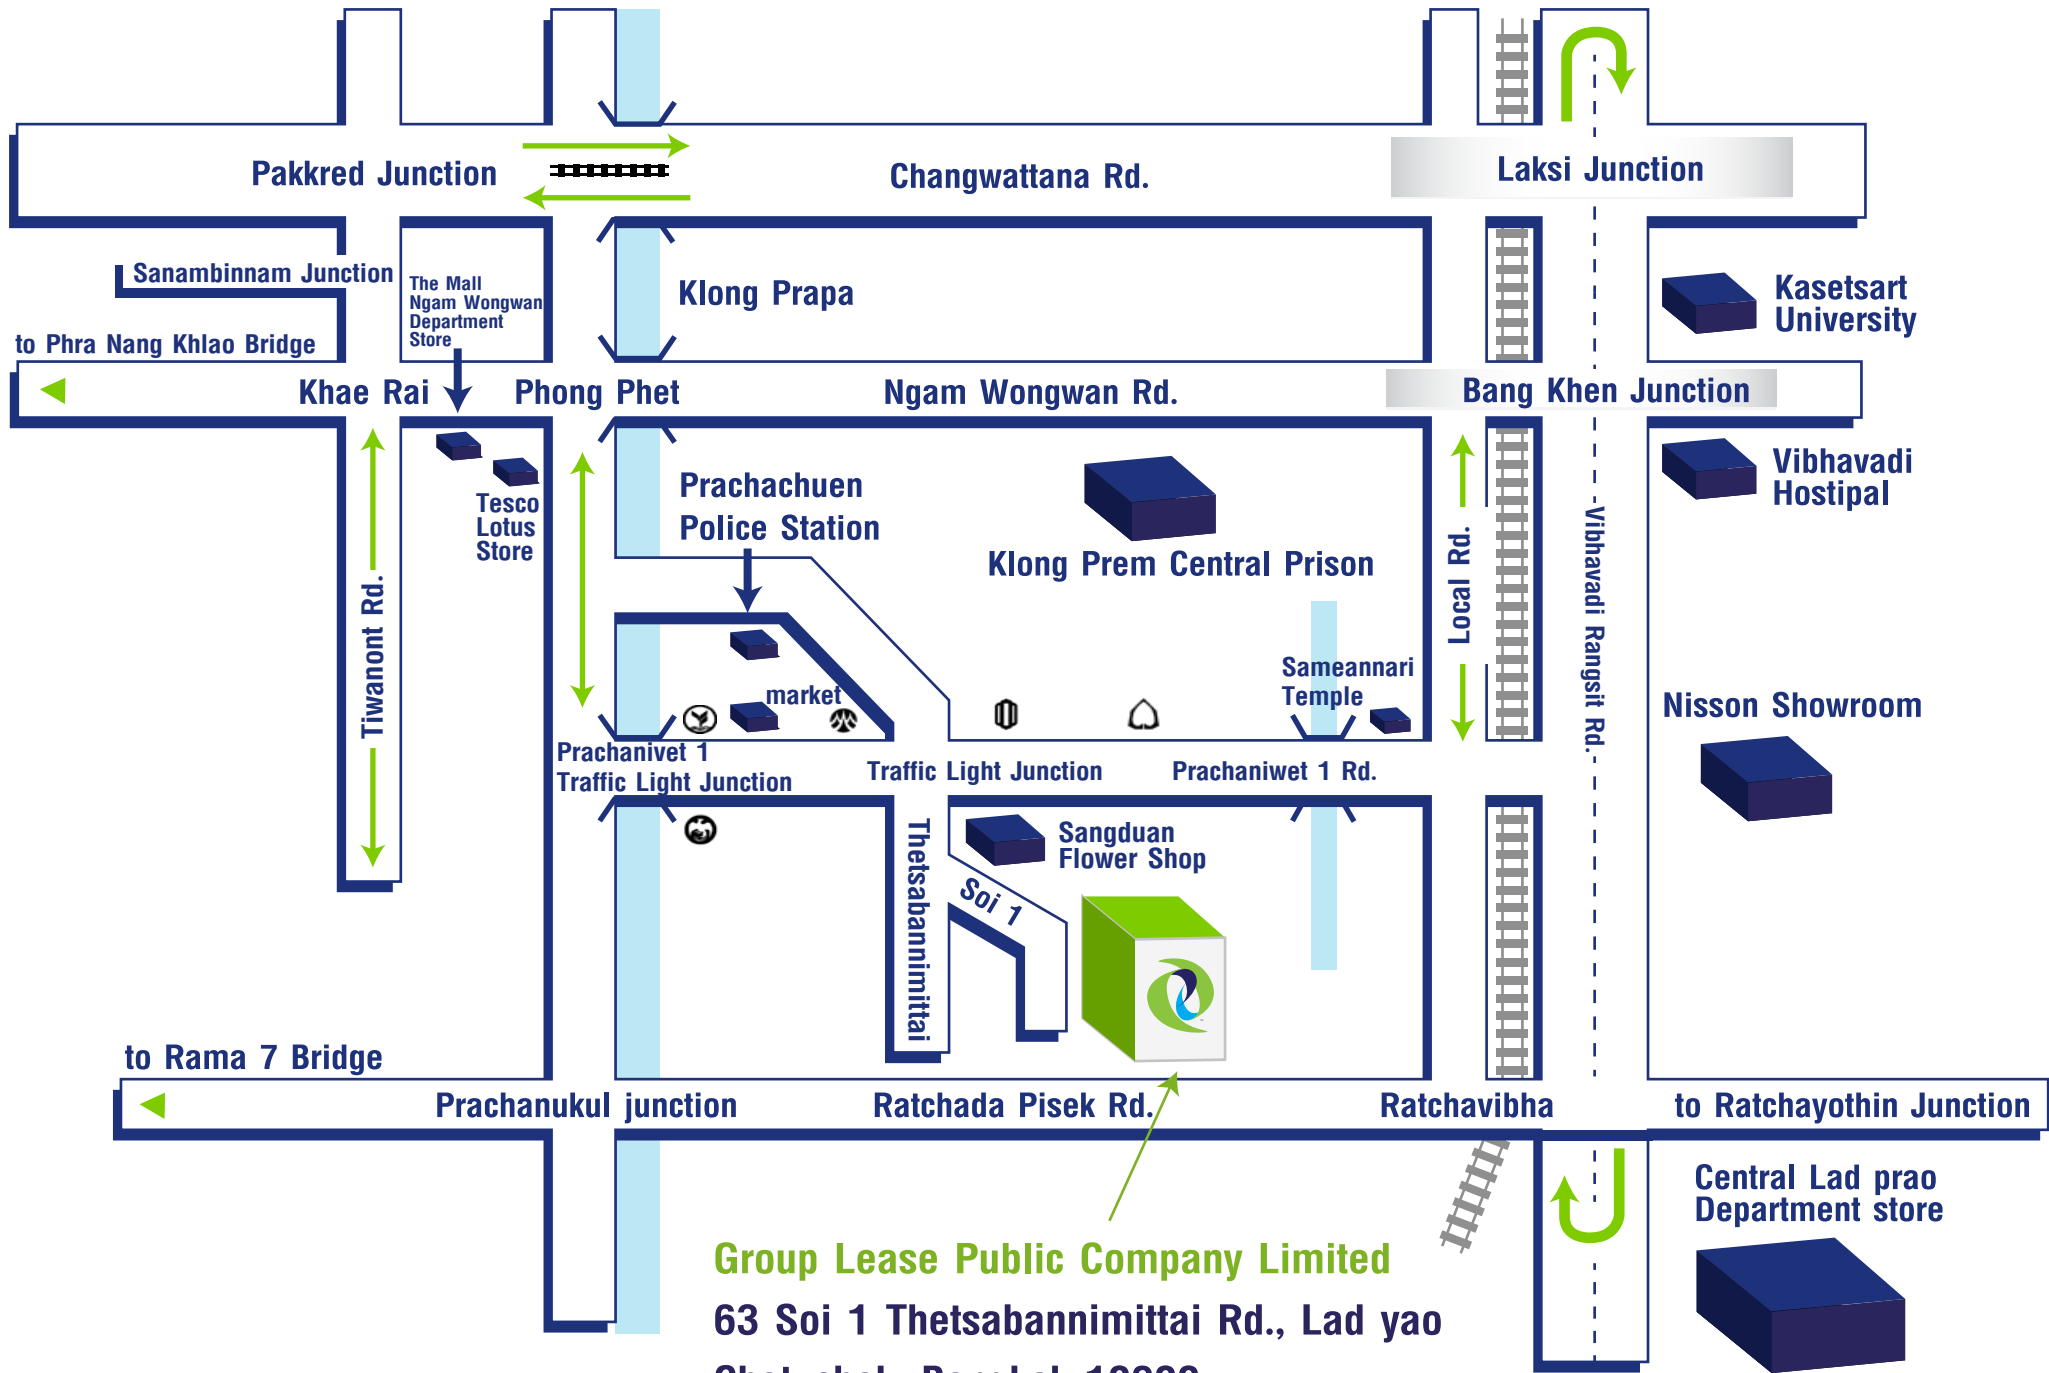 Pakkred Junction
Changwattana Rd.
Laksi Junction
Sanambinnam Junction
The Mall
Ngam Wongwan
Department
Store
Klong Prapa
Kasetsart
University
to Phra Nang Khlao Bridge
Khae Rai
Phong Phet
Ngam Wongwan Rd.
Bang Khen Junction
Tesco
Lotus
Store
Prachachuen
Police Station
Klong Prem Central Prison
Vibhavadi
Hostipal
Tiwanont Rd.
Local Rd.
Vibhavadi Rangsit Rd.
market
Sameannari
Temple
Nisson Showroom
Prachanivet 1
Traffic Light Junction
Traffic Light Junction
Prachaniwet 1 Rd.
Thetsabannimittai
Sangduan
Flower Shop
Soi 1
to Rama 7 Bridge
Prachanukul junction
Ratchada Pisek Rd.
Ratchavibha
to Ratchayothin Junction
Central Lad prao
Department store
Group Lease Public Company Limited
63 Soi 1 Thetsabannimittai Rd., Lad yao